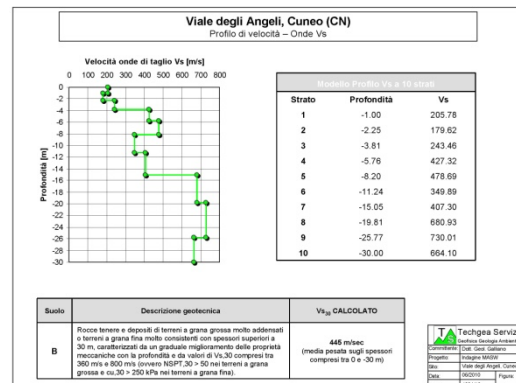 Viale degli Angeli, Cuneo (CN)
Profilo di velocità – Onde Vs
Velocità onde di taglio Vs [m/s]
0 100 200 300 400 500 600 700 800
Profondità [m]
0
-2
-4
-6
-8
-10
-12
-14
-16
-18
-20
-22
-24
-26
-28
-30
Modello Profilo Vs a 10 strati
Strato Profondità Vs
1 -1.00 205.78
2 -2.25 179.62
3 -3.81 243.46
4 -5.76 427.32
5 -8.20 478.69
6 -11.24 349.89
7 -15.05 407.30
8 -19.81 680.93
9 -25.77 730.01
10 -30.00 664.10
Suolo Descrizione geotecnica Vs30 CALCOLATO
B
Rocce tenere e depositi di terreni a grana grossa molto addensati
o terreni a grana fina molto consistenti con spessori superiori a
30 m, caratterizzati da un graduale miglioramento delle proprietà
meccaniche con la profondità e da valori di Vs,30 compresi tra
360 m/s e 800 m/s (ovvero NSPT,30 > 50 nei terreni a grana
grossa e cu,30 > 250 kPa nei terreni a grana fina).
445 m/sec
(media pesata sugli spessori
compresi tra 0 e -30 m)
Techgea Serviz
Geofisica Geologia Ambient
Committente: Dott. Geol. Galliano
Progetto: Indagine MASW
Sito: Viale degli Angeli, Cuneo
Data: 06/2010 Figura: